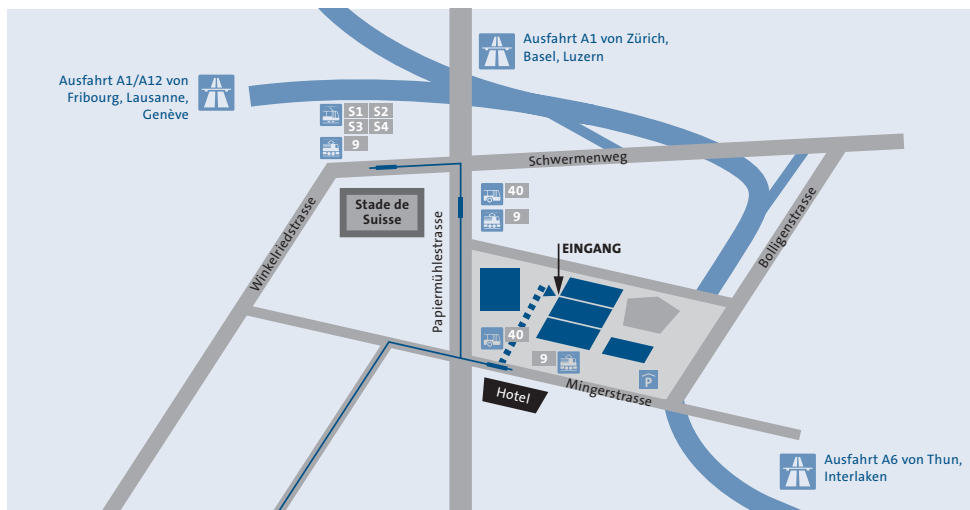 Ausfahrt A1 von Zürich,
Basel, Luzern
Ausfahrt A1/A12 von
Fribourg, Lausanne,
Genève
S1 S2
S3 S4
9
Schwermenweg
40
9
Stade de
Suisse
Winkelriedstrasse
Papiermühlestrasse
Bolligenstrasse
EINGANG
40
9
P
Mingerstrasse
Hotel
Ausfahrt A6 von Thun,
Interlaken